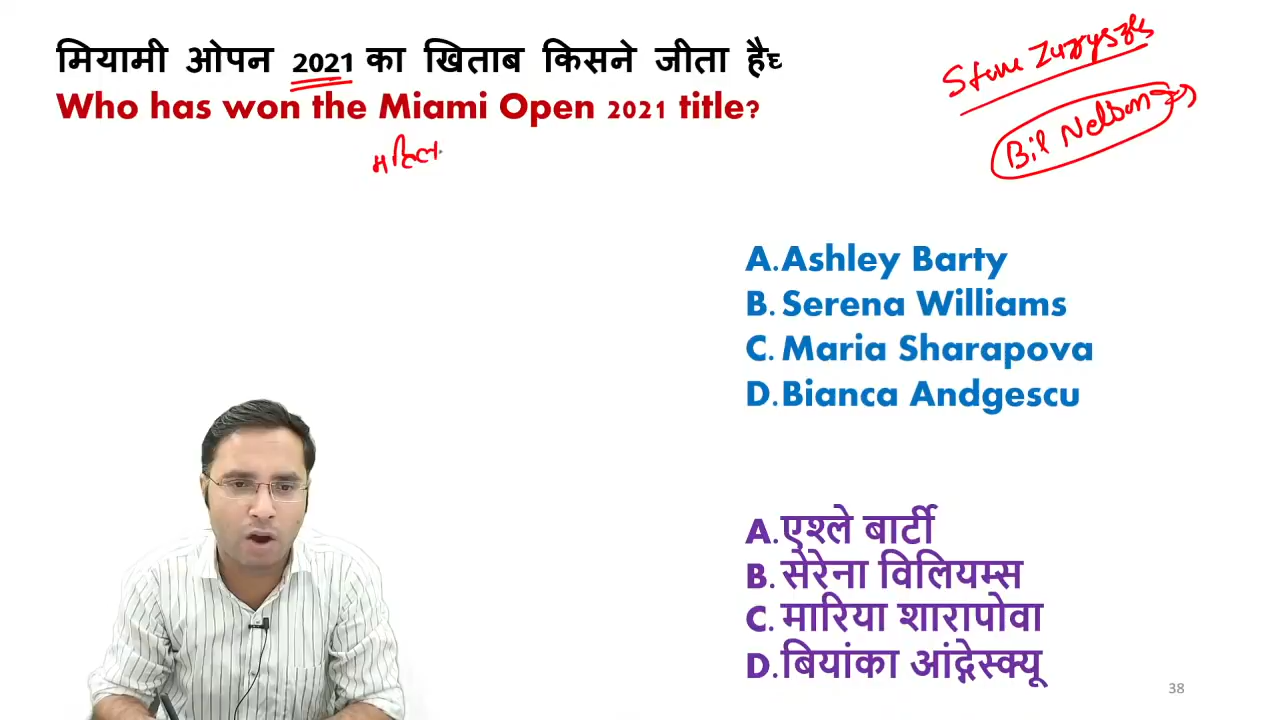 मियामी ओपन 2021 का खिताब किसने जीता हैच्
Who has won the Miami Open 2021 title?
Steve
Bil Nelson
A.Ashley Barty
B. Serena Williams
C. Maria Sharapova
D.Bianca Andgescu
A.एश्ले बार्टी
B. सेरेना विलियम्स
C. मारिया शारापोवा
D.बियांका आंद्गेस्क्यू
38